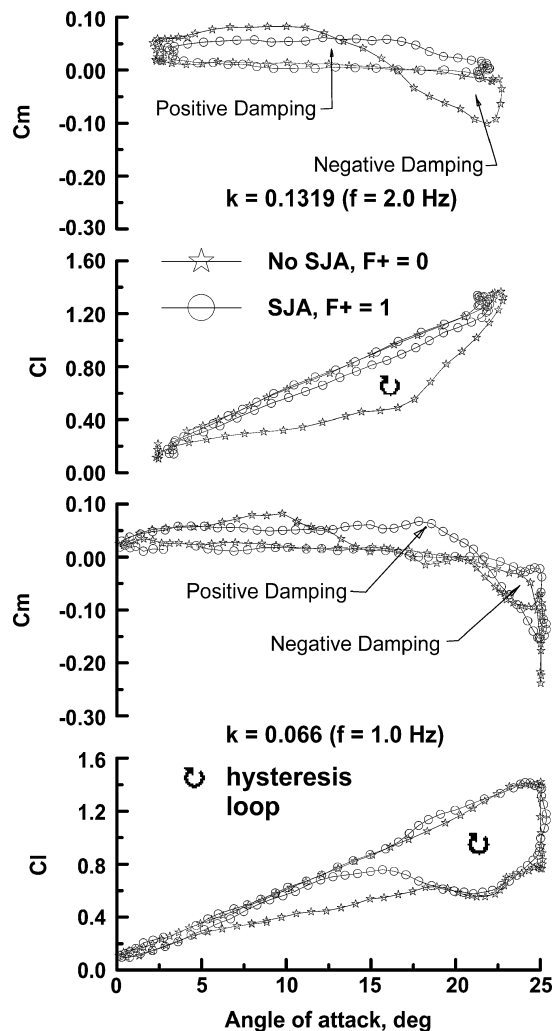 0.10
0.00
-0.10
-0.20
-0.30
Cm
Positive Damping
Negative Damping
k = 0.1319 (f = 2.0 Hz)
1.60
1.20
0.80
0.40
0.00
Cl
No SJA, F+ = 0
SJA, F+ = 1
0.10
0.00
-0.10
-0.20
-0.30
Cm
Positive Damping
Negative Damping
k = 0.066 (f = 1.0 Hz)
1.6
1.2
0.8
0.4
0.0
Cl
hysteresis
loop
0 5 10 15 20 25
Angle of attack, deg